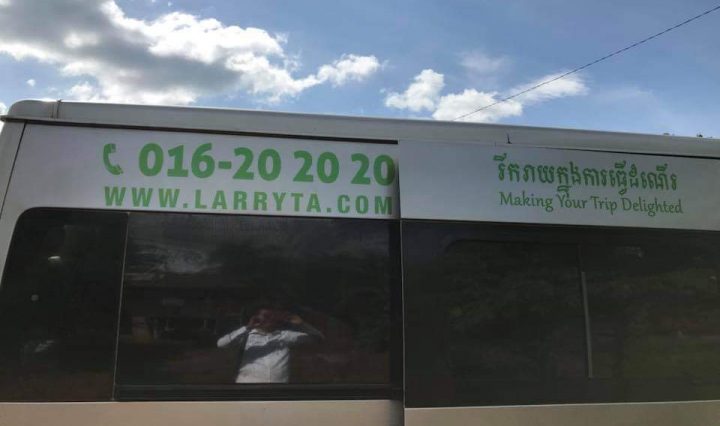 016-20 20 20
WWW.LARRYTA.COM
រីករាយក្នុងការធ្វើដំណើរ
Making Your Trip Delighted